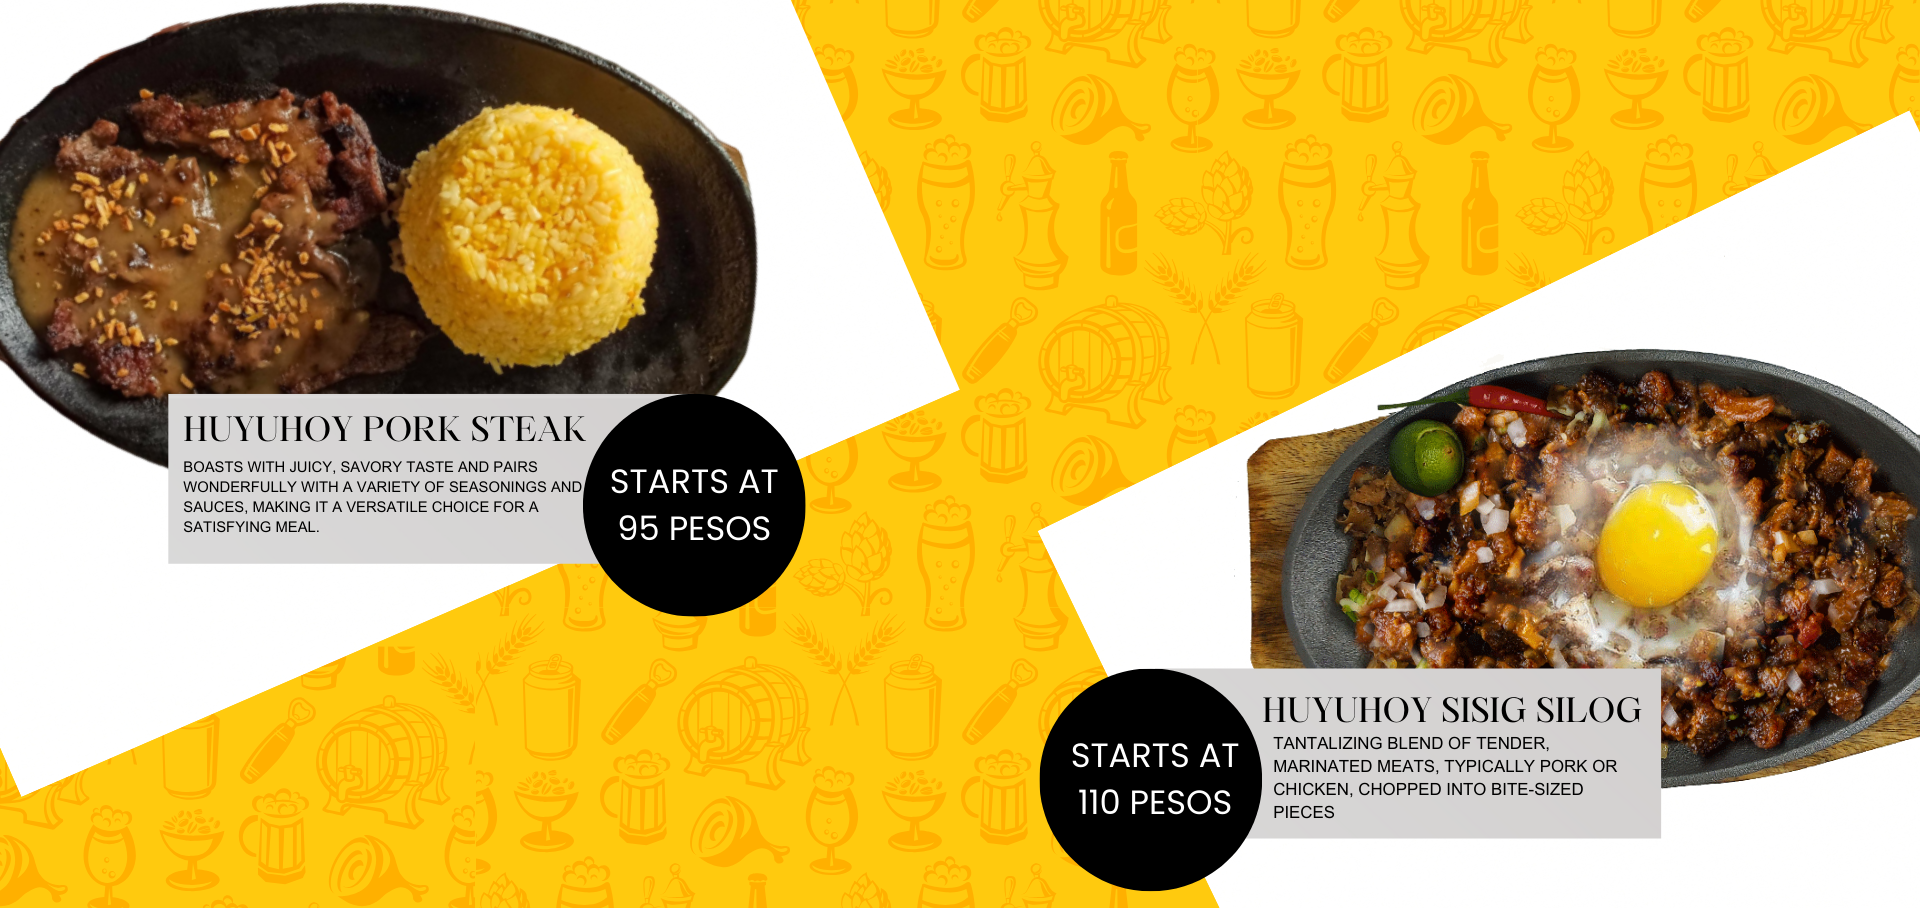 HUYUHOY PORK STEAK
BOASTS WITH JUICY, SAVORY TASTE AND PAIRS
WONDERFULLY WITH A VARIETY OF SEASONINGS AND
SAUCES, MAKING IT A VERSATILE CHOICE FOR A
SATISFYING MEAL.
STARTS AT
95 PESOS
STARTS AT
110 PESOS
HUYUHOY SISIG SILOG
TANTALIZING BLEND OF TENDER,
MARINATED MEATS, TYPICALLY PORK OR
CHICKEN, CHOPPED INTO BITE-SIZED
PIECES